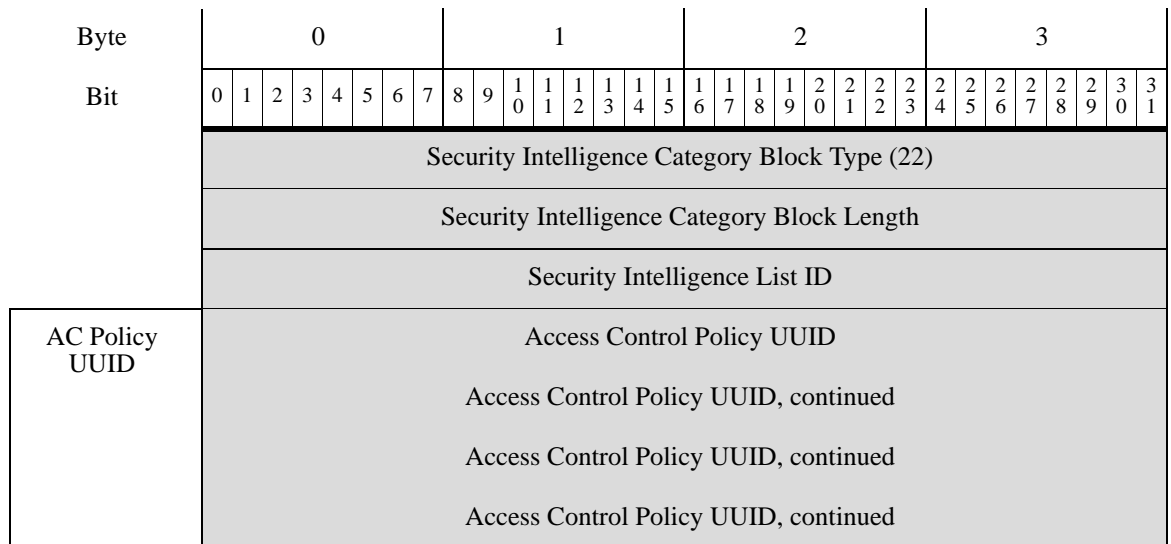 Byte 0 1 2 3
Bit 0 1 2 3 4 5 6 7 8 9 10 11 12 13 14 15 16 17 18 19 20 21 22 23 24 25 26 27 28 29 30 31
Security Intelligence Category Block Type (22)
Security Intelligence Category Block Length
Security Intelligence List ID
AC Policy
UUID
Access Control Policy UUID
Access Control Policy UUID, continued
Access Control Policy UUID, continued
Access Control Policy UUID, continued